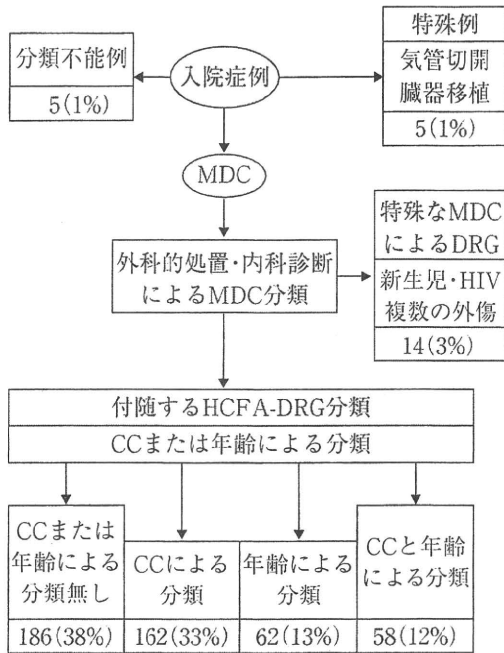 分類不能例
5(1%)
入院症例
特殊例
気管切開
臓器移植
5(1%)
MDC
外科的処置・内科診断
によるMDC分類
特殊なMDC
によるDRG
新生児・HIV
複数の外傷
14(3%)
付随するHCFA-DRG分類
CCまたは年齢による分類
CCまたは
年齢による
分類無し
186(38%)
CCによる
分類
162(33%)
年齢による
分類
62(13%)
CCと年齢
による分類
58(12%)